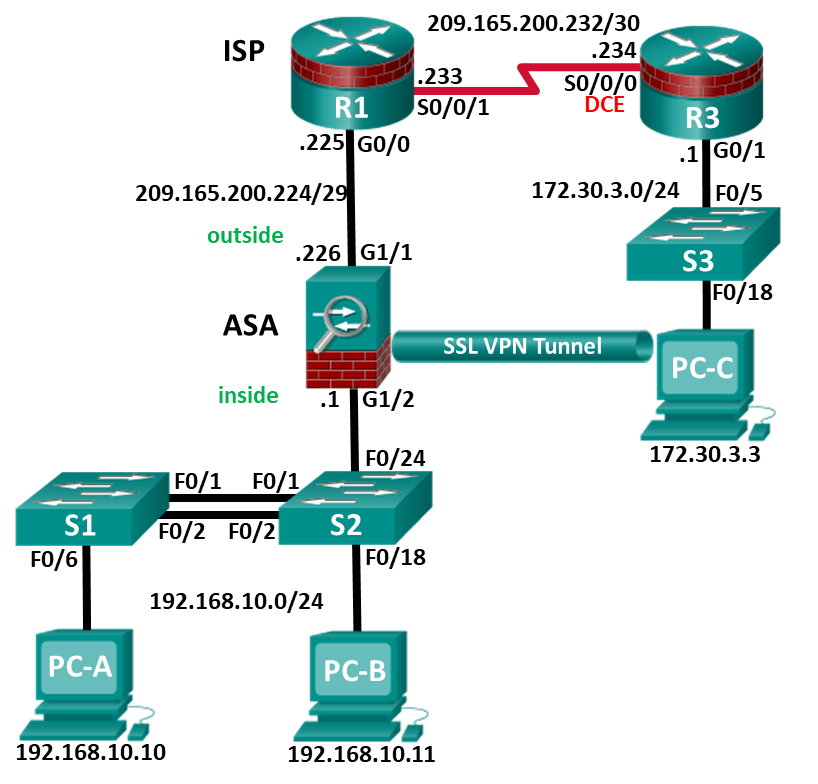 209.165.200.232/30
ISP
.234
.233
S0/0/0
R1
S0/0/1
DCE
R3
.225
G0/0
.1
G0/1
209.165.200.224/29
172.30.3.0/24
F0/5
outside
.226
G1/1
S3
F0/18
ASA
SSL VPN Tunnel
PC-C
inside
.1
G1/2
172.30.3.3
F0/24
F0/1
F0/1
S1
S2
F0/2
F0/2
F0/6
F0/18
192.168.10.0/24
PC-A
PC-B
192.168.10.10
192.168.10.11